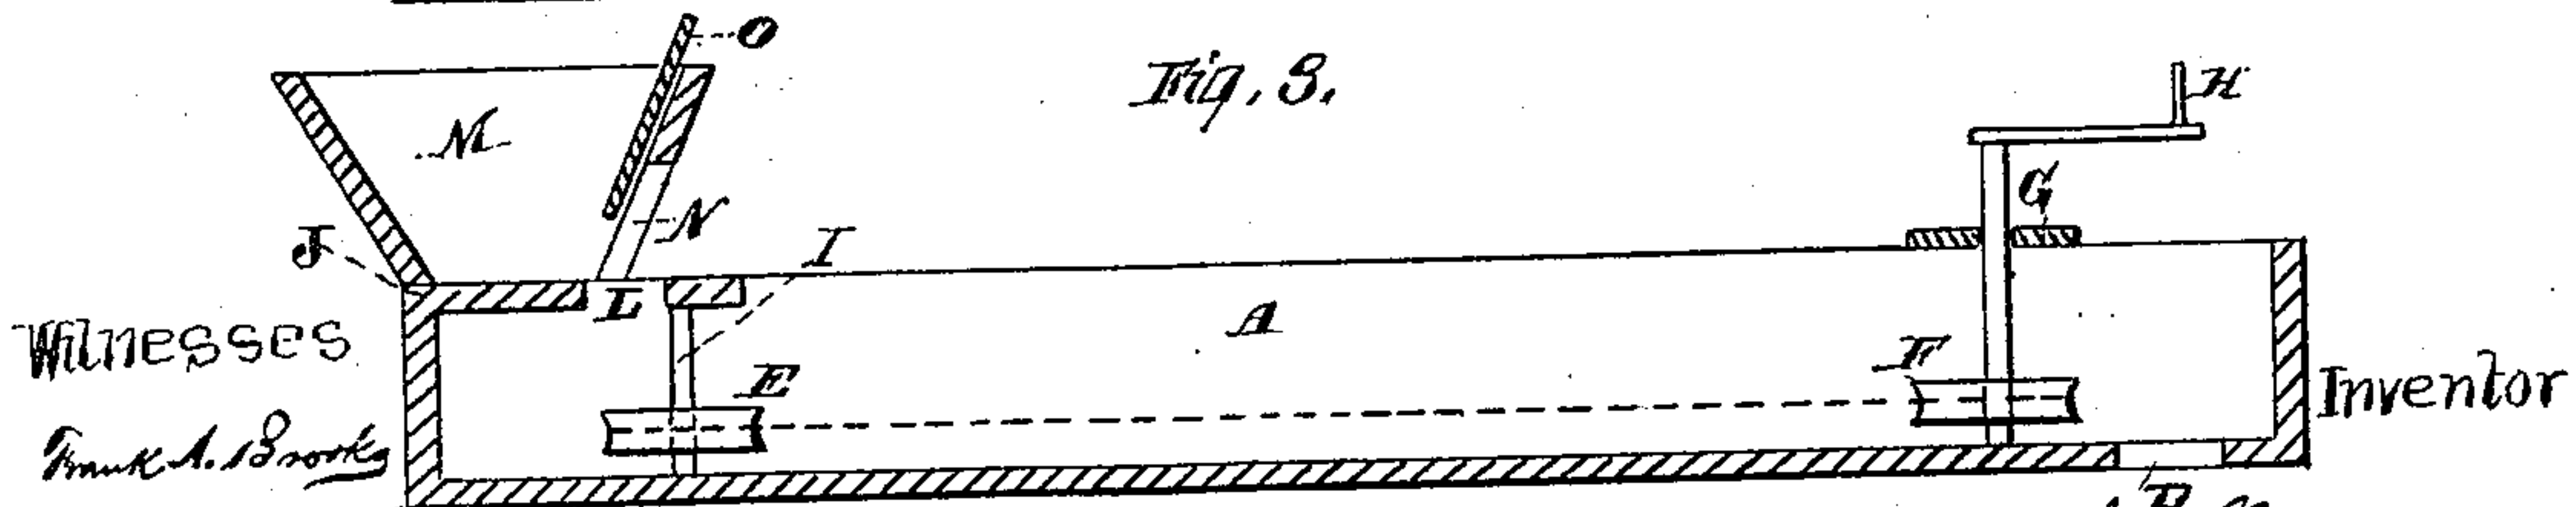 O
Fig. 3.
H
M
G
N
J
I
L
A
Witnesses
E
F
Inventor
Frank A. Brooks